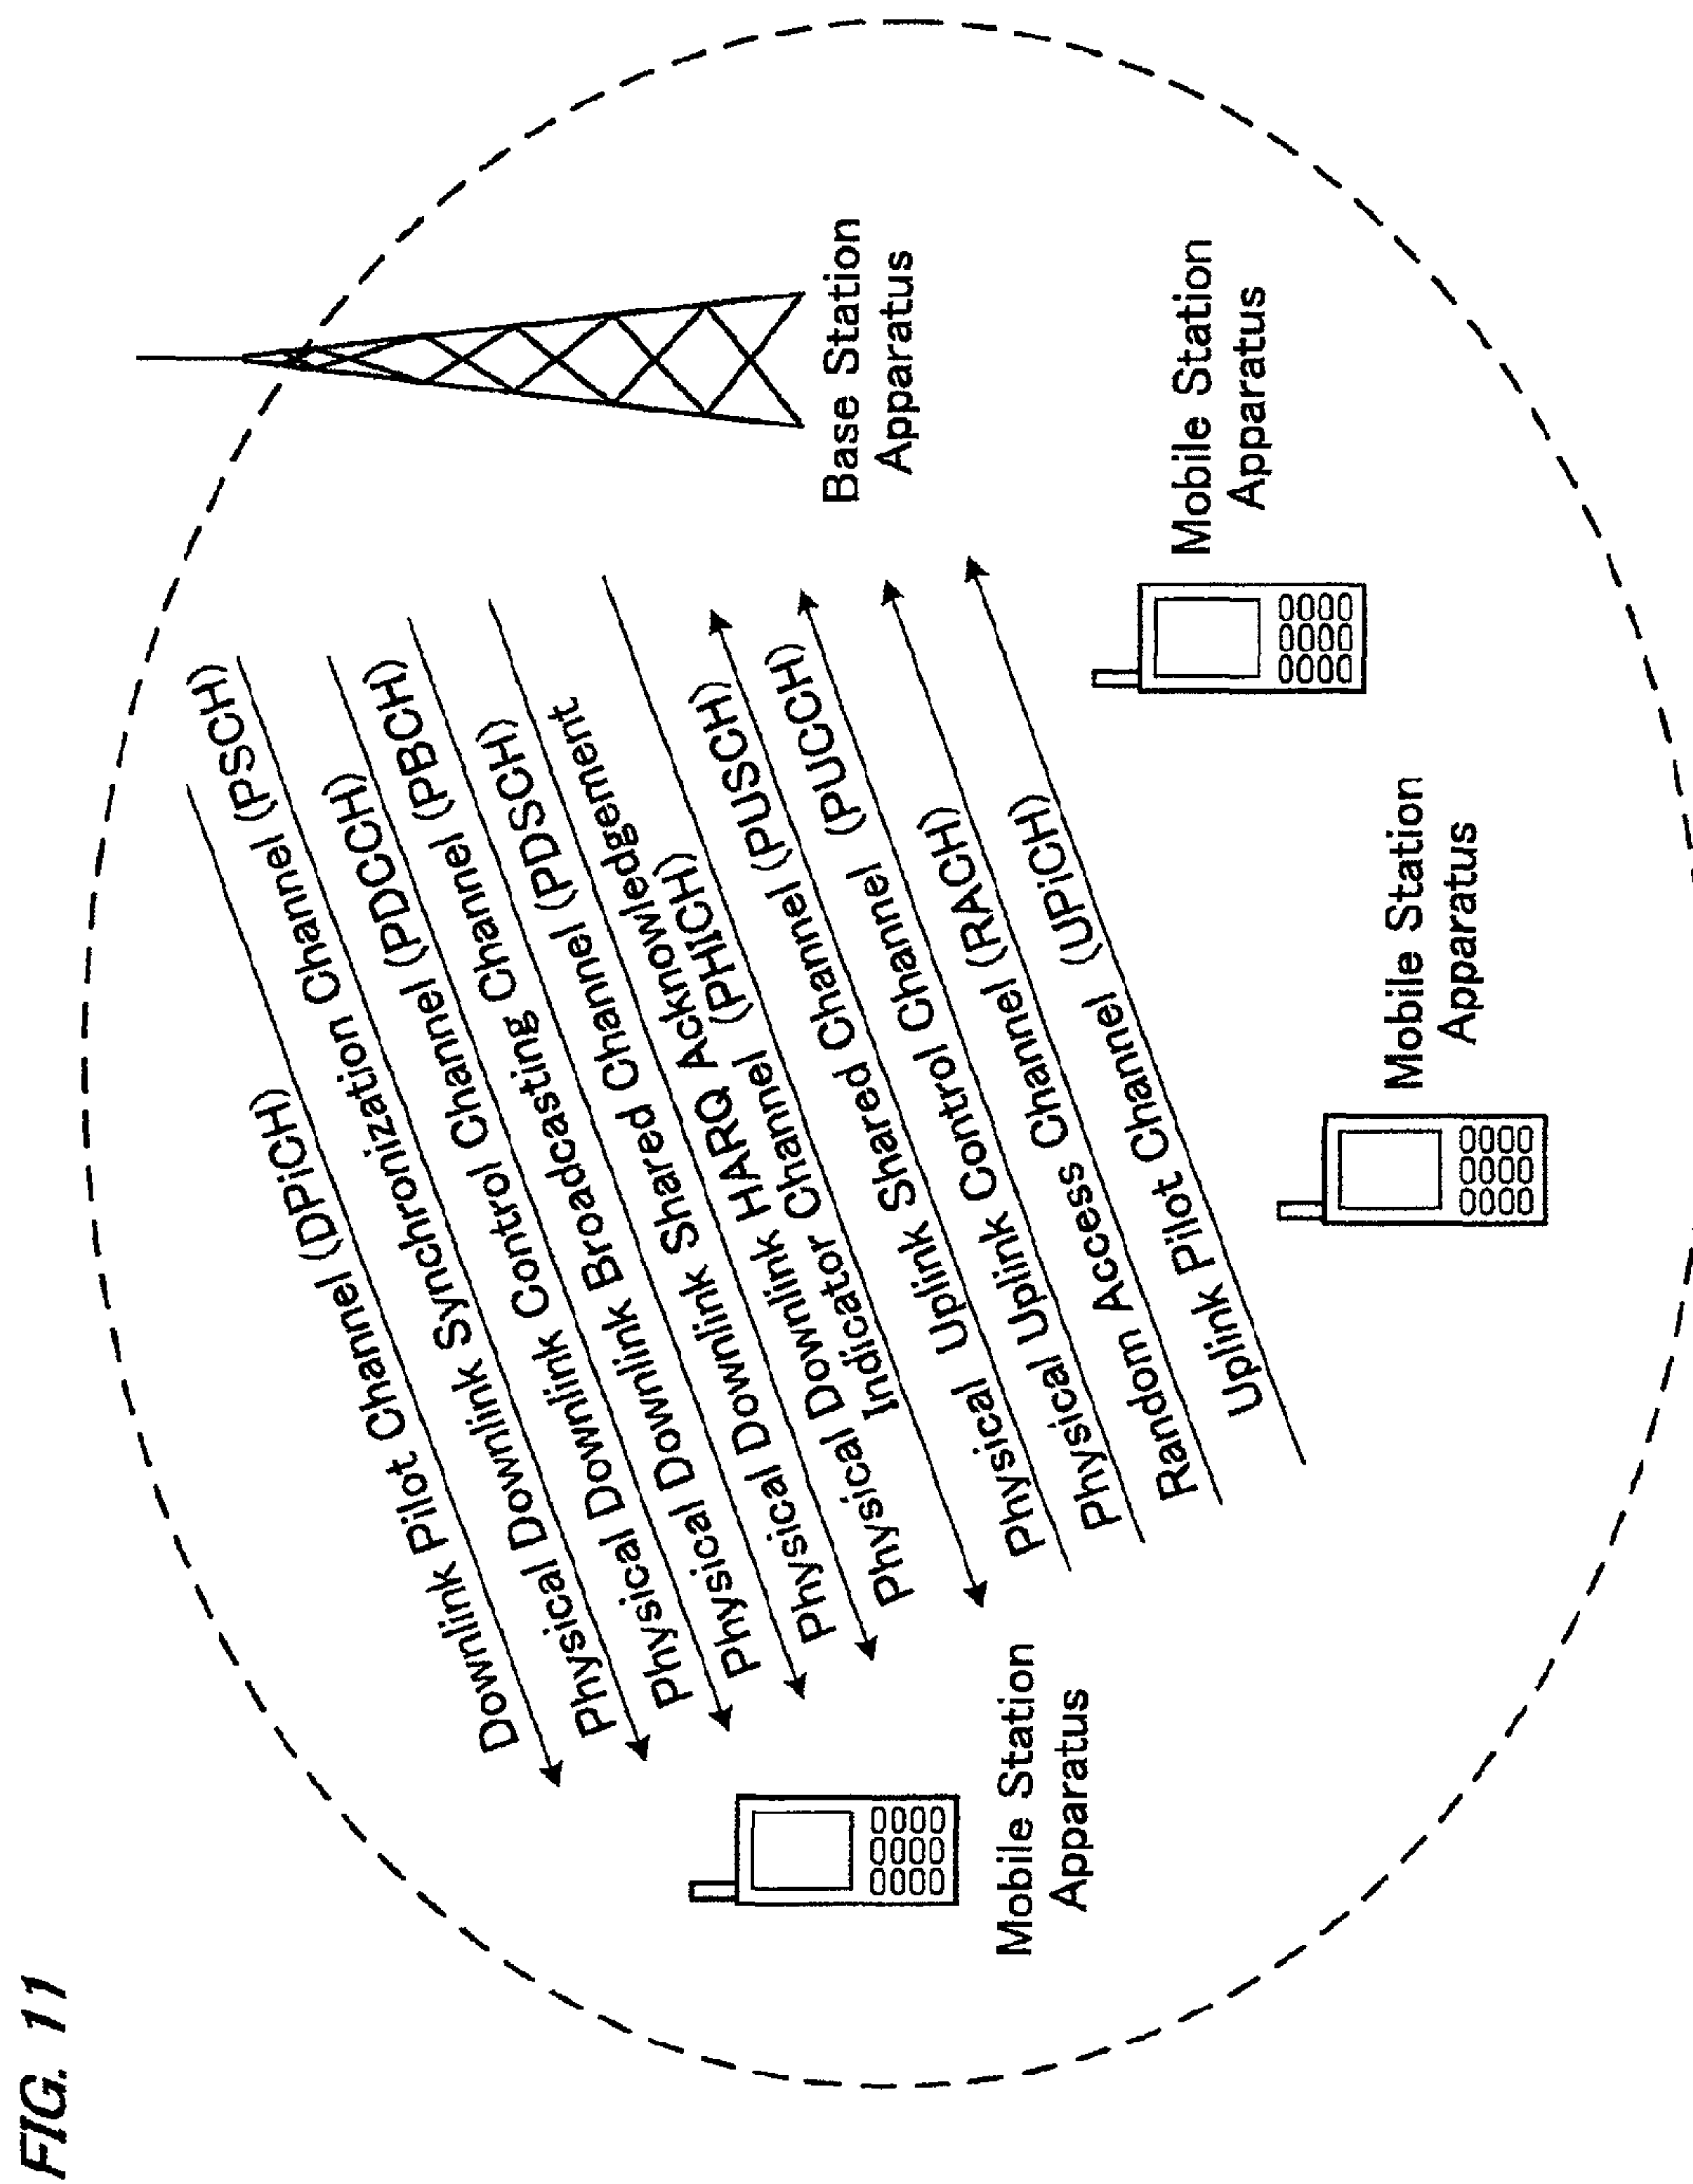 FIG. 11
Downlink Pilot Channel (DPiCH)
Physical Downlink Synchronization Channel (PSCH)
Physical Downlink Control Channel (PDCCH)
Physical Downlink Broadcasting Channel (PBCH)
Physical Downlink Shared Channel (PDSCH)
Physical Downlink HARQ Acknowledgement
Indicator Channel (PHICH)
Physical Uplink Shared Channel (PUSCH)
Physical Uplink Control Channel (PUCCH)
Random Access Channel (RACH)
Uplink Pilot Channel (UPiCH)
Base Station
Apparatus
Mobile Station
Apparatus
Mobile Station
Apparatus
Mobile Station
Apparatus